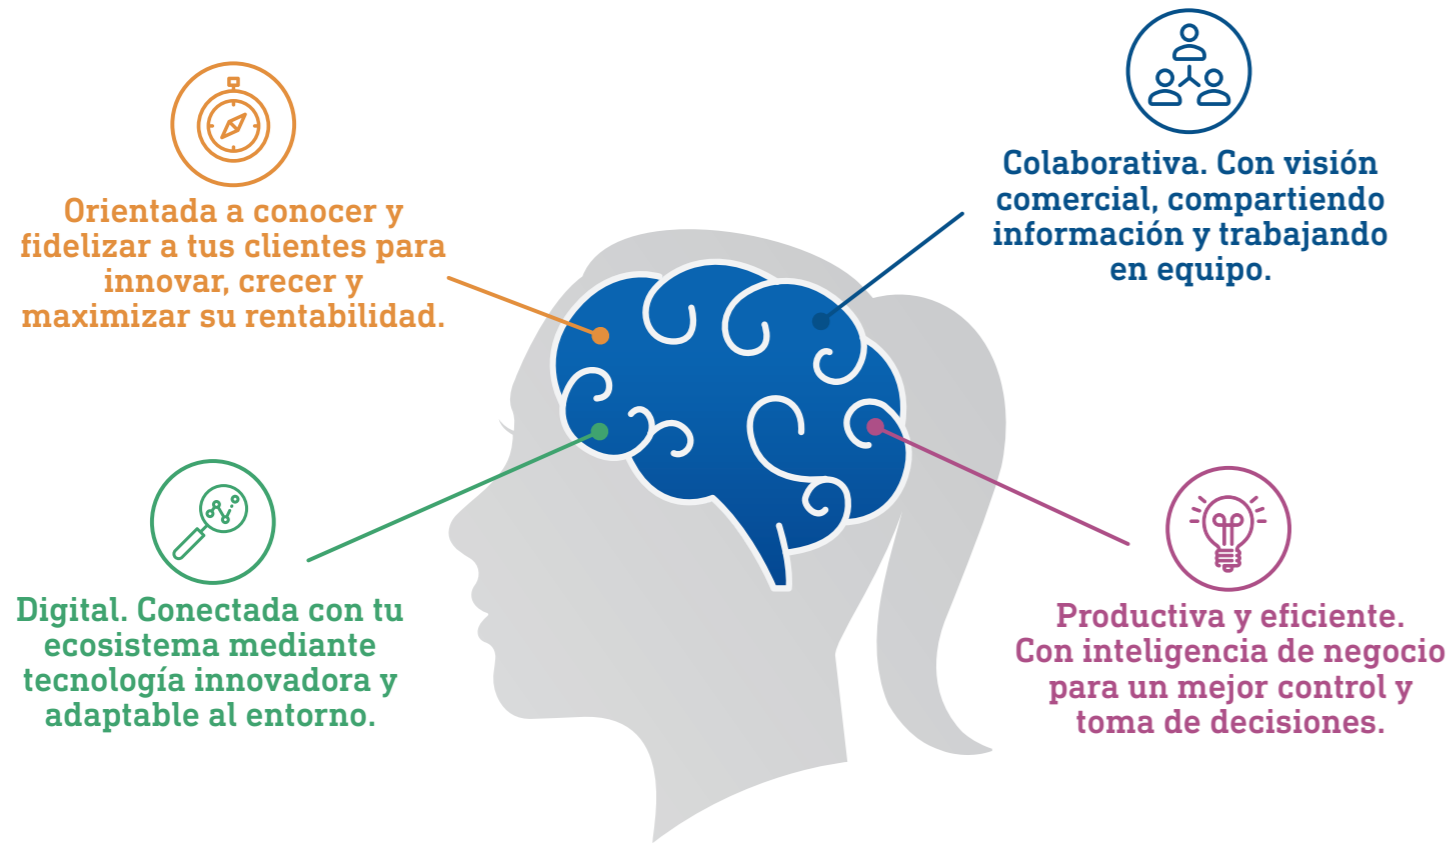 Orientada a conocer y
fidelizar a tus clientes para
innovar, crecer y
maximizar su rentabilidad.
Colaborativa. Con visión
comercial, compartiendo
información y trabajando
en equipo.
Digital. Conectada con tu
ecosistema mediante
tecnología innovadora y
adaptable al entorno.
Productiva y eficiente.
Con inteligencia de negocio
para un mejor control y
toma de decisiones.